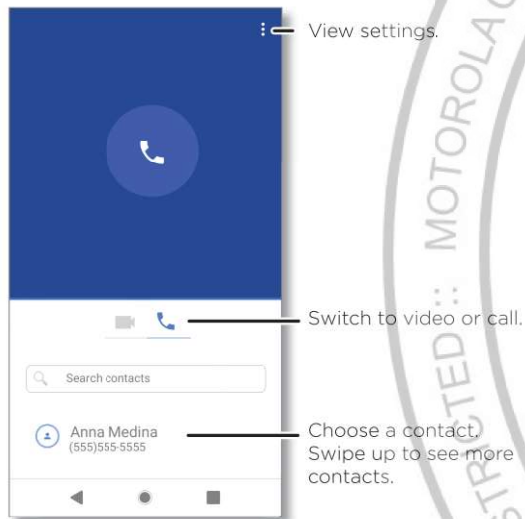 View settings.
Switch to video or call.
Search contacts
Anna Medina
(555)555-5555
Choose a contact.
Swipe up to see more
contacts.
MOTOROLA